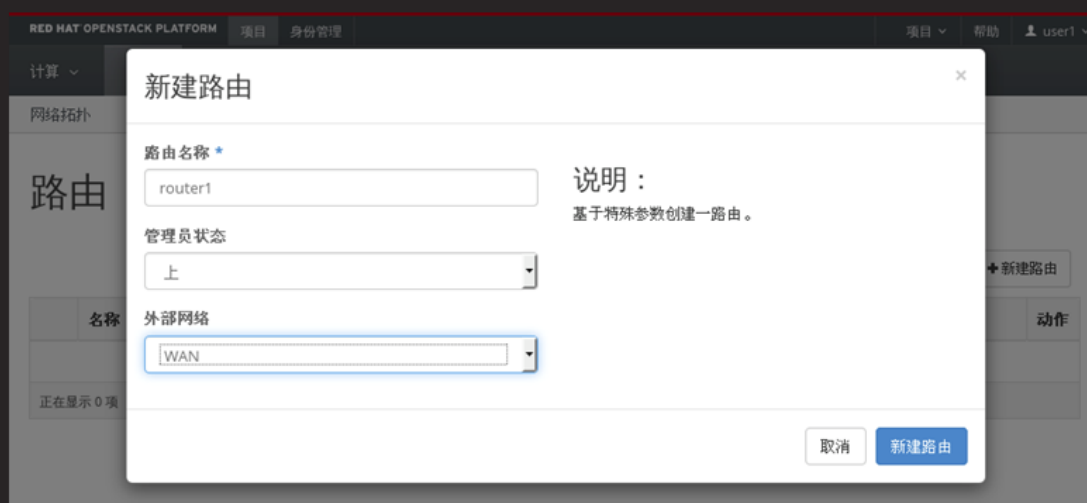 RED HAT OPENSTACK PLATFORM 项目 身份管理 项目 帮助 user1
计算
网络拓扑
新建路由 ×
路由
路由名称 *
router1
说明：
基于特殊参数创建一路由。
管理员状态
上
+新建路由
外部网络
名称 动作
WAN
正在显示 0 项
取消 新建路由